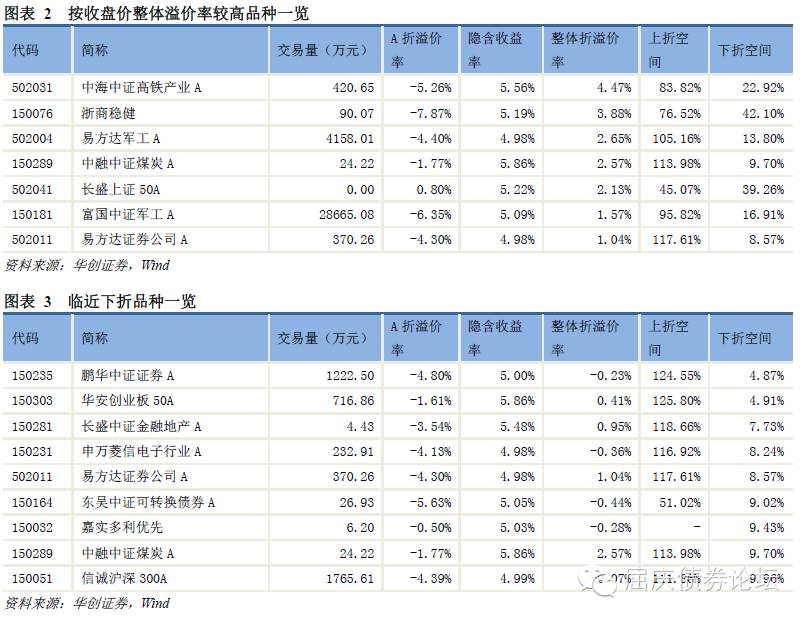 图表 2 按收盘价整体溢价率较高品种一览
代码 简称 交易量（万元） A 折溢价率 隐含收益率 整体折溢价率 上折空间 下折空间
502031 中海中证高铁产业 A 420.65 -5.26% 5.56% 4.47% 83.82% 22.92%
150076 浙商稳健 90.07 -7.87% 5.19% 3.88% 76.52% 42.10%
502004 易方达军工 A 4158.01 -4.40% 4.98% 2.65% 105.16% 13.80%
150289 中融中证煤炭 A 24.22 -1.77% 5.86% 2.57% 113.98% 9.70%
502041 长盛上证 50A 0.00 0.80% 5.22% 2.13% 45.07% 39.26%
150181 富国中证军工 A 28665.08 -6.35% 5.09% 1.57% 95.82% 16.91%
502011 易方达证券公司 A 370.26 -4.30% 4.98% 1.04% 117.61% 8.57%
资料来源：华创证券，Wind
图表 3 临近下折品种一览
代码 简称 交易量（万元） A 折溢价率 隐含收益率 整体折溢价率 上折空间 下折空间
150235 鹏华中证证券 A 1222.50 -4.80% 5.00% -0.23% 124.55% 4.87%
150303 华安创业板 50A 716.86 -1.61% 5.86% 0.41% 125.80% 4.91%
150281 长盛中证金融地产 A 4.43 -3.54% 5.48% 0.95% 118.66% 7.73%
150231 申万菱信电子行业 A 232.91 -4.13% 4.98% -0.36% 116.92% 8.24%
502011 易方达证券公司 A 370.26 -4.30% 4.98% 1.04% 117.61% 8.57%
150164 东吴中证可转换债券 A 26.93 -5.63% 5.05% -0.44% 51.02% 9.02%
150032 嘉实多利优先 6.20 -0.50% 5.03% -0.28% - 9.43%
150289 中融中证煤炭 A 24.22 -1.77% 5.86% 2.57% 113.98% 9.70%
150051 信诚沪深 300A 1765.61 -4.39% 4.99% 9.96%
屈庆债券论坛
资料来源：华创证券，Wind